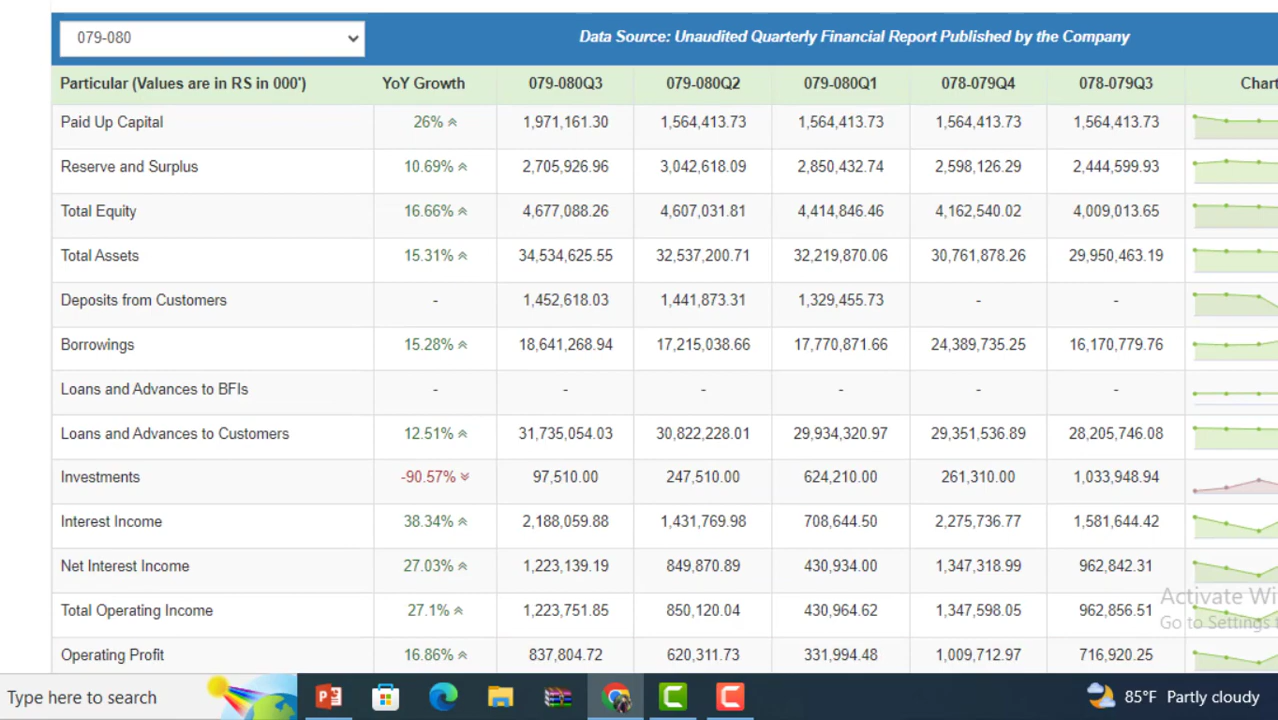 079-080
Data Source: Unaudited Quarterly Financial Report Published by the Company
Particular (Values are in RS in 000') YoY Growth 079-080Q3 079-080Q2 079-080Q1 078-079Q4 078-079Q3 Chart
Paid Up Capital 26% 1,971,161.30 1,564,413.73 1,564,413.73 1,564,413.73 1,564,413.73
Reserve and Surplus 10.69% 2,705,926.96 3,042,618.09 2,850,432.74 2,598,126.29 2,444,599.93
Total Equity 16.66% 4,677,088.26 4,607,031.81 4,414,846.46 4,162,540.02 4,009,013.65
Total Assets 15.31% 34,534,625.55 32,537,200.71 32,219,870.06 30,761,878.26 29,950,463.19
Deposits from Customers - 1,452,618.03 1,441,873.31 1,329,455.73 - -
Borrowings 15.28% 18,641,268.94 17,215,038.66 17,770,871.66 24,389,735.25 16,170,779.76
Loans and Advances to BFIs - - - - - -
Loans and Advances to Customers 12.51% 31,735,054.03 30,822,228.01 29,934,320.97 29,351,536.89 28,205,746.08
Investments -90.57% 97,510.00 247,510.00 624,210.00 261,310.00 1,033,948.94
Interest Income 38.34% 2,188,059.88 1,431,769.98 708,644.50 2,275,736.77 1,581,644.42
Net Interest Income 27.03% 1,223,139.19 849,870.89 430,934.00 1,347,318.99 962,842.31
Activate Wi
Total Operating Income 27.1% 1,223,751.85 850,120.04 430,964.62 1,347,598.05 962,856.51
Go to Settings t
Operating Profit 16.86% 837,804.72 620,311.73 331,994.48 1,009,712.97 716,920.25
Type here to search
85°F Partly cloudy